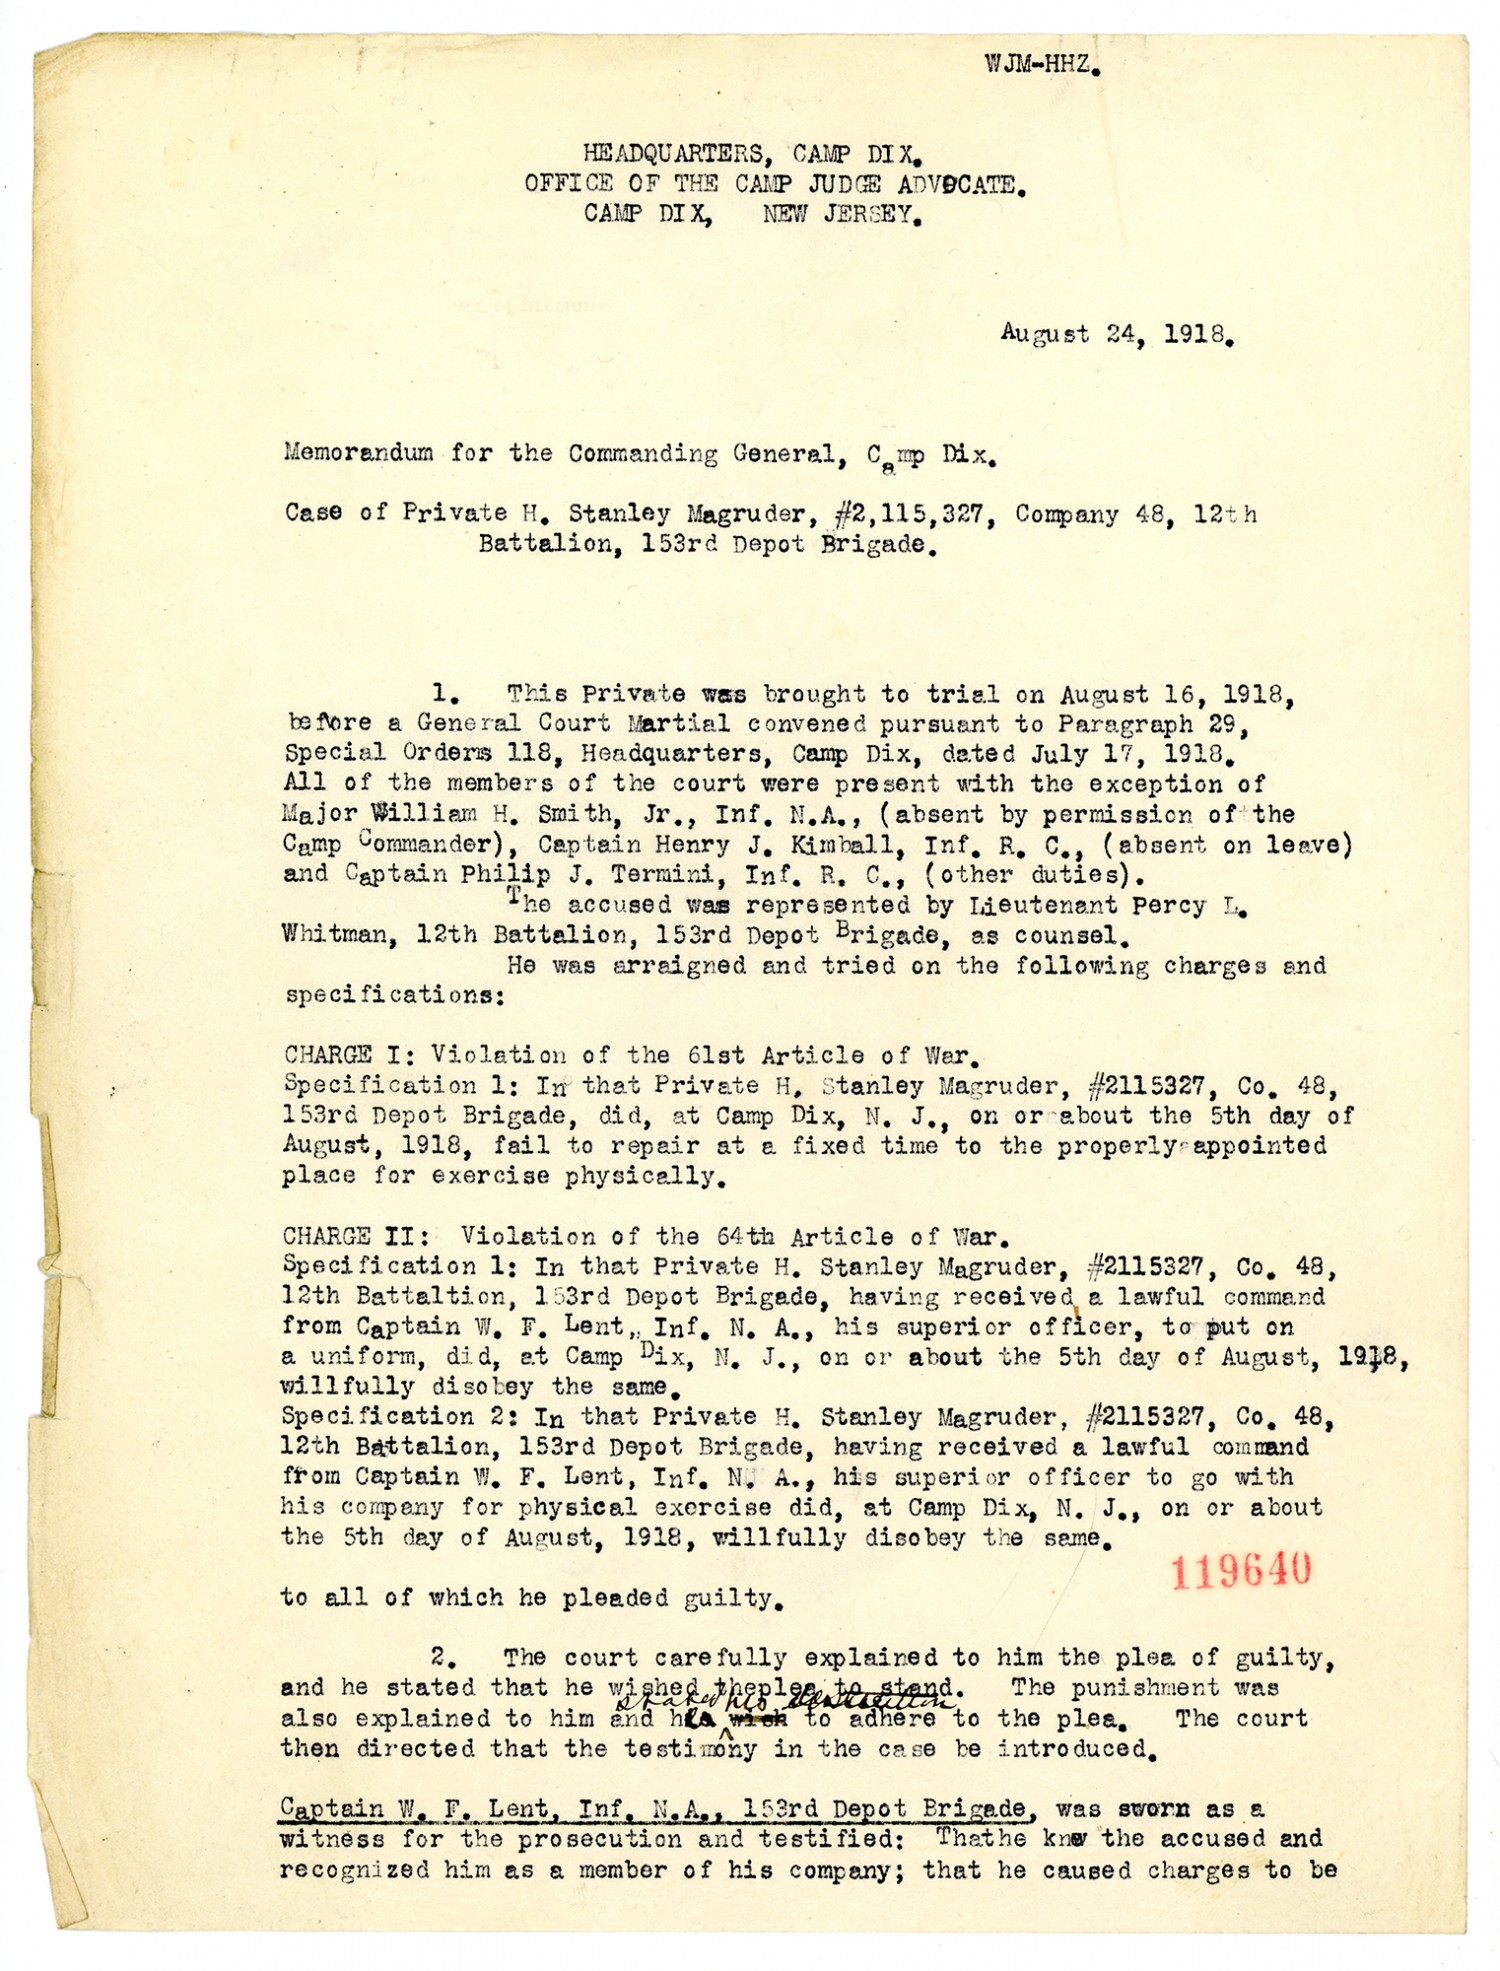 WJM-HHZ.
HEADQUARTERS, CAMP DIX.
OFFICE OF THE CAMP JUDGE ADVOCATE.
CAMP DIX, NEW JERSEY.
August 24, 1918.
Memorandum for the Commanding General, Camp Dix.
Case of Private H. Stanley Magruder, #2,115,327, Company 48, 12th
Battalion, 153rd Depot Brigade.
1. This Private was brought to trial on August 16, 1918,
before a General Court Martial convened pursuant to Paragraph 29,
Special Orders 118, Headquarters, Camp Dix, dated July 17, 1918.
All of the members of the court were present with the exception of
Major William H. Smith, Jr., Inf. N.A., (absent by permission of the
Camp Commander), Captain Henry J. Kimball, Inf. R. C., (absent on leave)
and Captain Philip J. Termini, Inf. R. C., (other duties).
The accused was represented by Lieutenant Percy L.
Whitman, 12th Battalion, 153rd Depot Brigade, as counsel.
He was arraigned and tried on the following charges and
specifications:
CHARGE I: Violation of the 61st Article of War.
Specification 1: In that Private H. Stanley Magruder, #2115327, Co. 48,
153rd Depot Brigade, did, at Camp Dix, N. J., on or about the 5th day of
August, 1918, fail to repair at a fixed time to the properly appointed
place for exercise physically.
CHARGE II: Violation of the 64th Article of War.
Specification 1: In that Private H. Stanley Magruder, #2115327, Co. 48,
12th Battaltion, 153rd Depot Brigade, having received a lawful command
from Captain W. F. Lent, Inf. N. A., his superior officer, to put on
a uniform, did, at Camp Dix, N. J., on or about the 5th day of August, 1918,
willfully disobey the same.
Specification 2: In that Private H. Stanley Magruder, #2115327, Co. 48,
12th Battalion, 153rd Depot Brigade, having received a lawful command
from Captain W. F. Lent, Inf. N. A., his superior officer to go with
his company for physical exercise did, at Camp Dix, N. J., on or about
the 5th day of August, 1918, willfully disobey the same.
119640
to all of which he pleaded guilty.
2. The court carefully explained to him the plea of guilty,
and he stated that he wished theplea to stand. The punishment was
stated his
also explained to him and he wish to adhere to the plea. The court
then directed that the testimony in the case be introduced.
Captain W. F. Lent, Inf. N.A., 153rd Depot Brigade, was sworn as a
witness for the prosecution and testified: Thathe knew the accused and
recognized him as a member of his company; that he caused charges to be